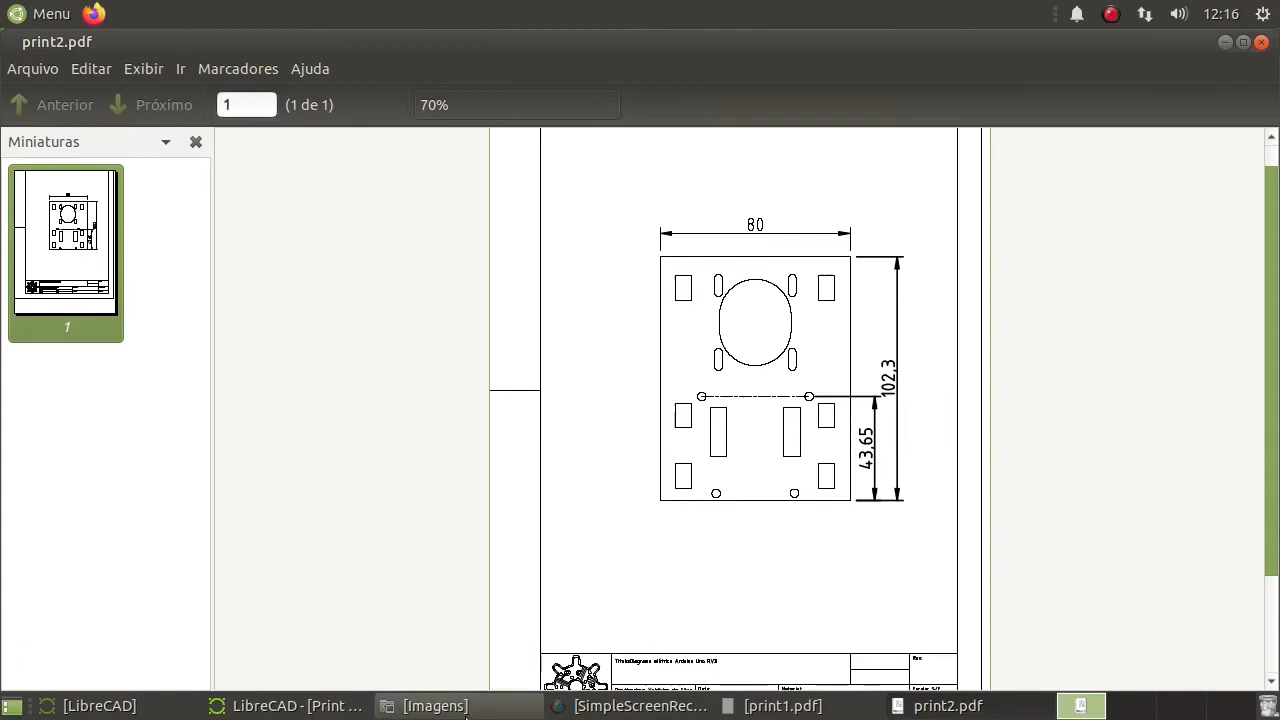 Menu 12:16
print2.pdf
Arquivo Editar Exibir Ir Marcadores Ajuda
Anterior Próximo 1 (1 de 1) 70%
Miniaturas
1
80
102,3
43,65
[LibreCAD] LibreCAD - [Print ... [Imagens] [SimpleScreenRec... [print1.pdf] print2.pdf